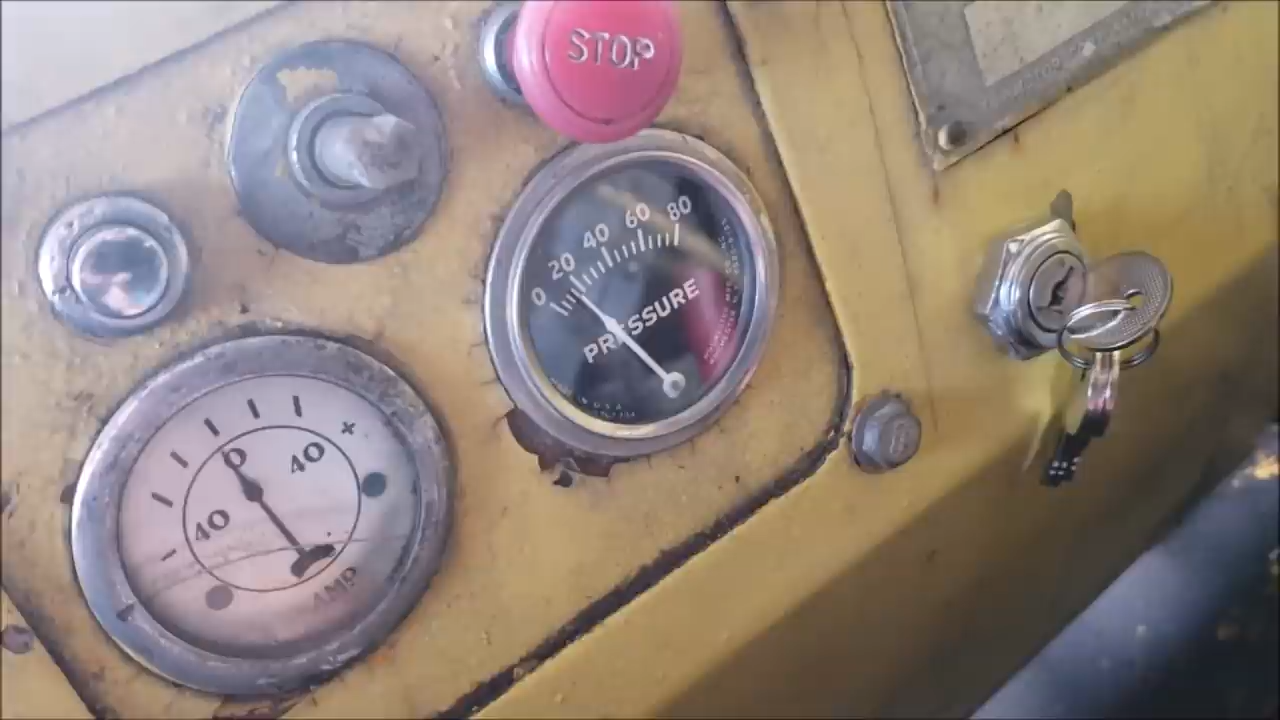 STOP
0 20 40 60 80
PRESSURE
U.S.A.
40 0 40 +
-
AMP